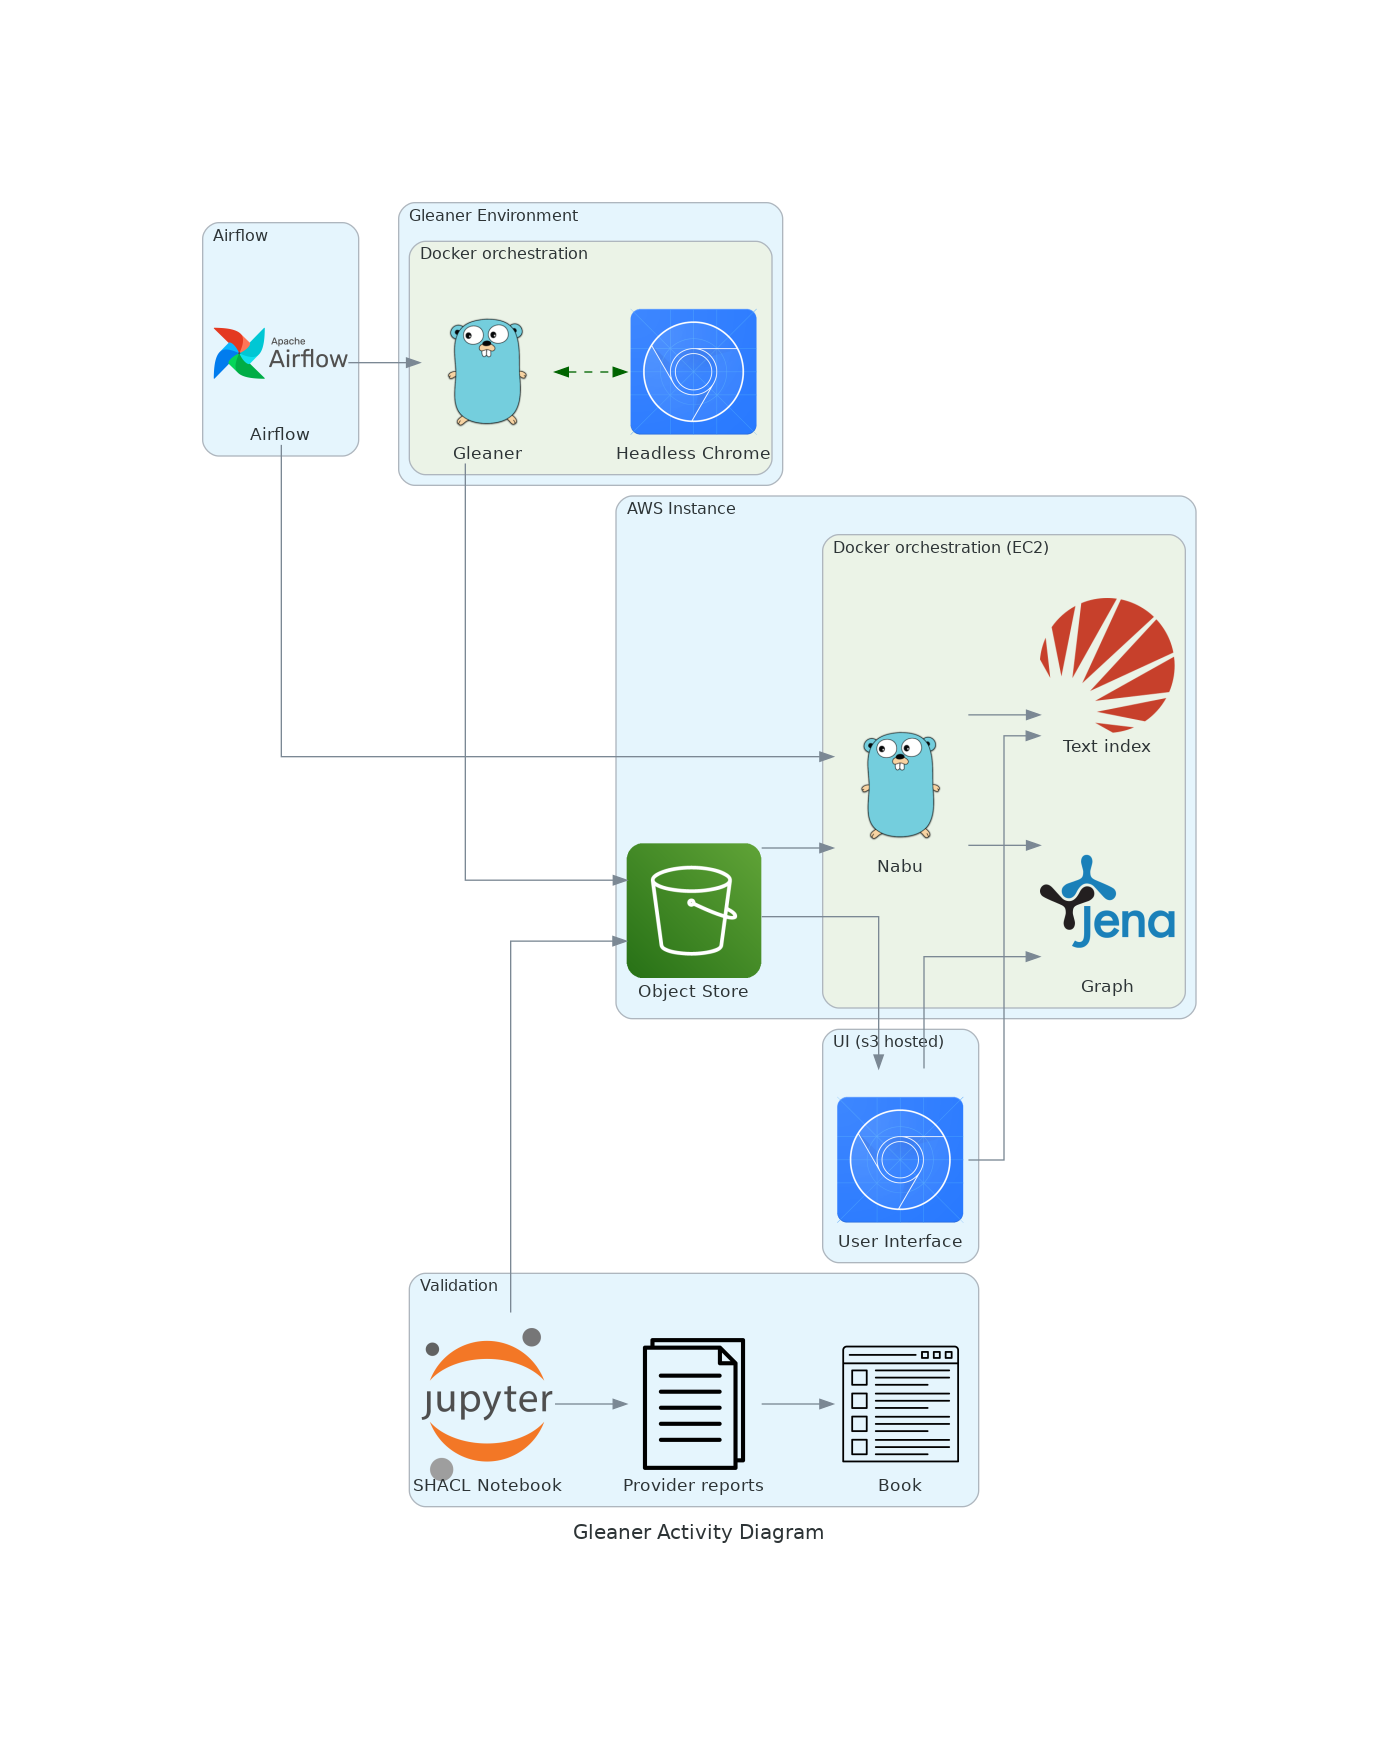 Gleaner Environment
Airflow
Docker orchestration
Apache
Airflow
Airflow
Gleaner
Headless Chrome
AWS Instance
Docker orchestration (EC2)
Text index
Nabu
Jena
Object Store
Graph
UI (s3 hosted)
User Interface
Validation
jupyter
SHACL Notebook
Provider reports
Book
Gleaner Activity Diagram